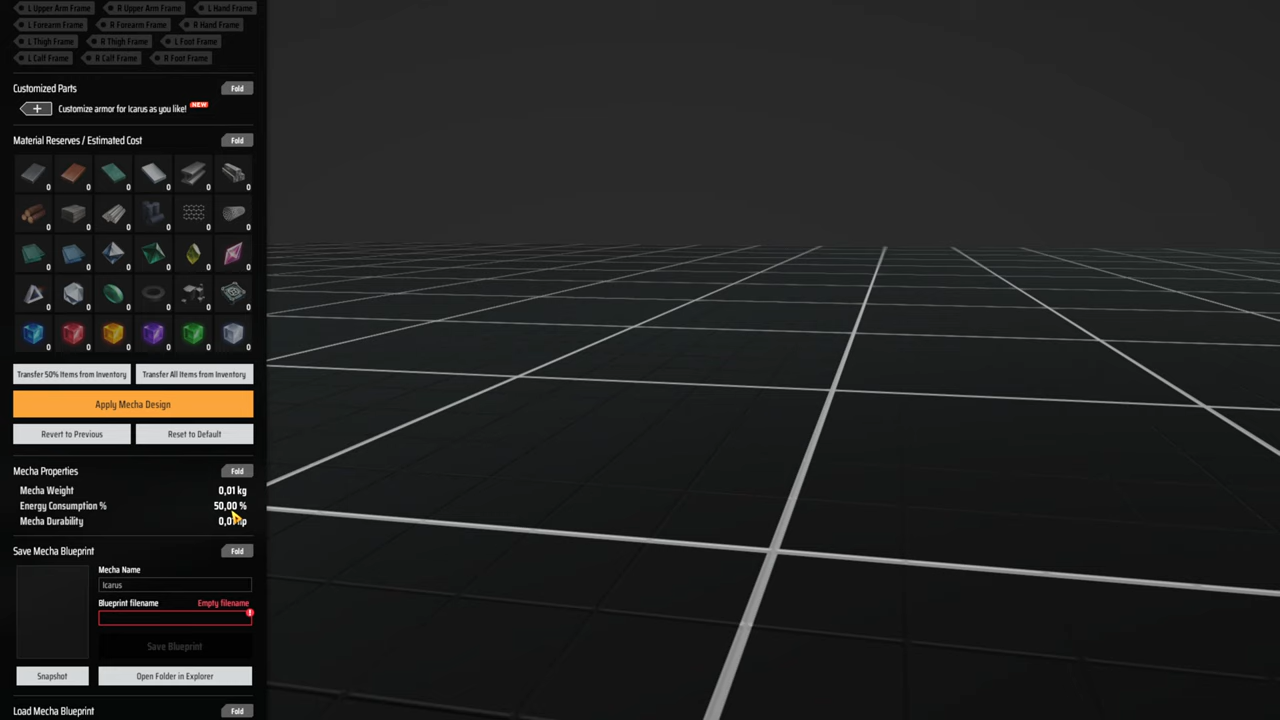 L Upper Arm Frame R Upper Arm Frame L Hand Frame
L Forearm Frame R Forearm Frame R Hand Frame
L Thigh Frame R Thigh Frame L Foot Frame
L Calf Frame R Calf Frame R Foot Frame
Customized Parts Fold
+ Customize armor for Icarus as you like! NEW
Material Reserves / Estimated Cost Fold
0 0 0 0 0 0
0 0 0 0 0 0
0 0 0 0 0 0
0 0 0 0 0 0
0 0 0 0 0 0
Transfer 50% Items from Inventory Transfer All Items from Inventory
Apply Mecha Design
Revert to Previous Reset to Default
Mecha Properties Fold
Mecha Weight 0,01 kg
Energy Consumption % 50,00 %
Mecha Durability 0,01 hp
Save Mecha Blueprint Fold
Mecha Name
Icarus
Blueprint filename Empty filename
!
Save Blueprint
Snapshot Open Folder in Explorer
Load Mecha Blueprint Fold